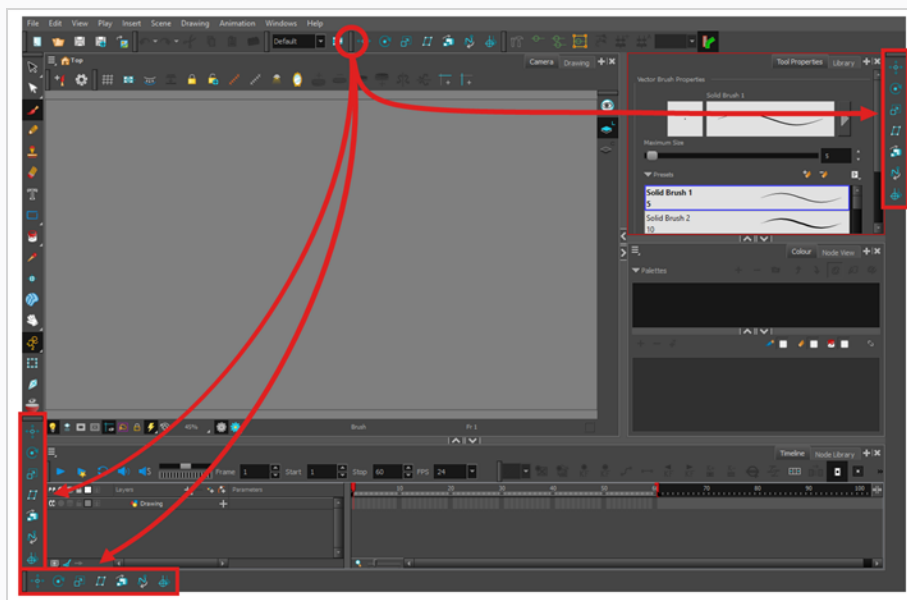 File Edit View Play Insert Scene Drawing Animation Windows Help
Default
Top
Camera Drawing
Tool Properties Library
Vector Brush Properties
Solid Brush 1
Maximum Size
5
Presets
Solid Brush 1
5
Solid Brush 2
10
Colour Node View
Palettes
40%
Brush
Fr 1
Timeline Node Library
Frame 1 Start 1 Stop 60 FPS 24
Layers
Parameters
10 20 30 40 50 60 70 80 90 100
Drawing